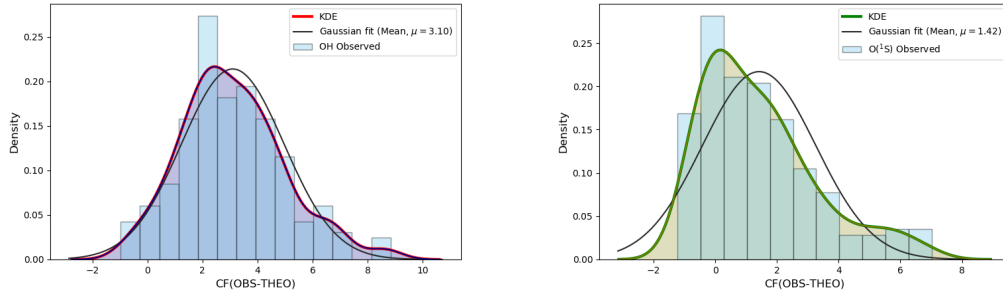 KDE
Gaussian fit (Mean, μ = 3.10)
OH Observed
0.25
0.20
0.15
0.10
0.05
0.00
Density
−2 0 2 4 6 8 10
CF(OBS-THEO)
KDE
Gaussian fit (Mean, μ = 1.42)
O(¹S) Observed
0.25
0.20
0.15
0.10
0.05
0.00
Density
−2 0 2 4 6 8
CF(OBS-THEO)